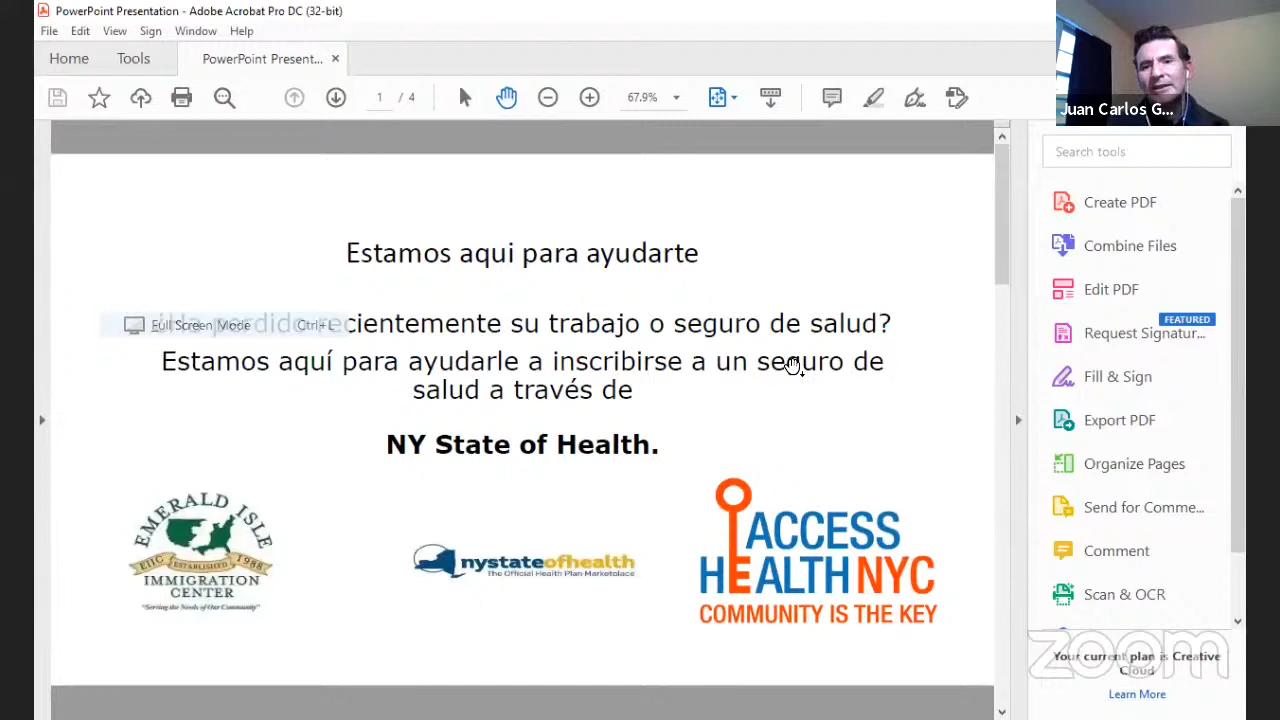 PowerPoint Presentation - Adobe Acrobat Pro DC (32-bit)
File Edit View Sign Window Help
Home Tools PowerPoint Present... ×
1 / 4 67.9%
Juan Carlos G...
Search tools
Estamos aqui para ayudarte
¿Ha perdido recientemente su trabajo o seguro de salud?
Full Screen Mode Ctrl+L
Estamos aquí para ayudarle a inscribirse a un seguro de
salud a través de
NY State of Health.
EMERALD ISLE
EIIC ESTABLISHED 1988
IMMIGRATION
CENTER
"Serving the Needs of Our Community"
nystateofhealth
The Official Health Plan Marketplace
ACCESS
HEALTH NYC
COMMUNITY IS THE KEY
Create PDF
Combine Files
Edit PDF
FEATURED
Request Signatur...
Fill & Sign
Export PDF
Organize Pages
Send for Comme...
Comment
Scan & OCR
zoom
Your current plan is Creative
Cloud
Learn More